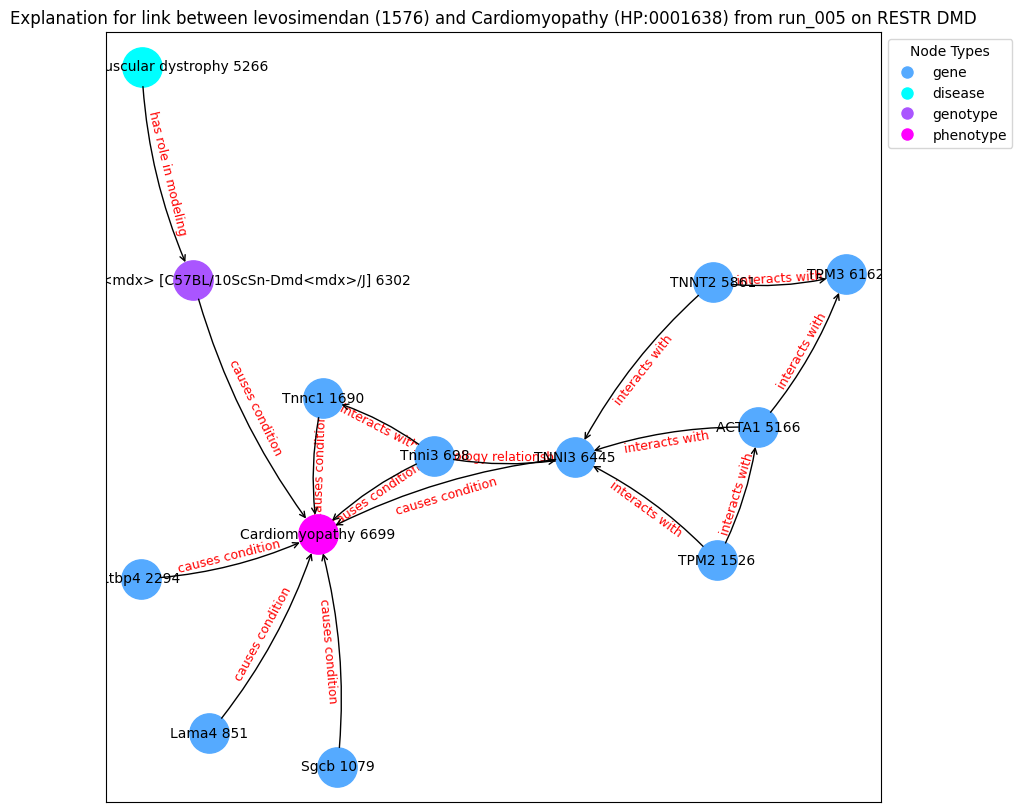 Explanation for link between levosimendan (1576) and Cardiomyopathy (HP:0001638) from run_005 on RESTR DMD
Node Types
gene
disease
genotype
phenotype
uscular dystrophy 5266
has role in modeling
<mdx> [C57BL/10ScSn-Dmd<mdx>/J] 6302
causes condition
TNNT2 5861
interacts with
TPM3 6162
interacts with
interacts with
Tnnc1 1690
interacts with
causes condition
Tnni3 698
ology relationship
TNNI3 6445
interacts with
ACTA1 5166
causes condition
causes condition
interacts with
interacts with
Cardiomyopathy 6699
TPM2 1526
Ltbp4 2294
causes condition
causes condition
causes condition
Lama4 851
Sgcb 1079